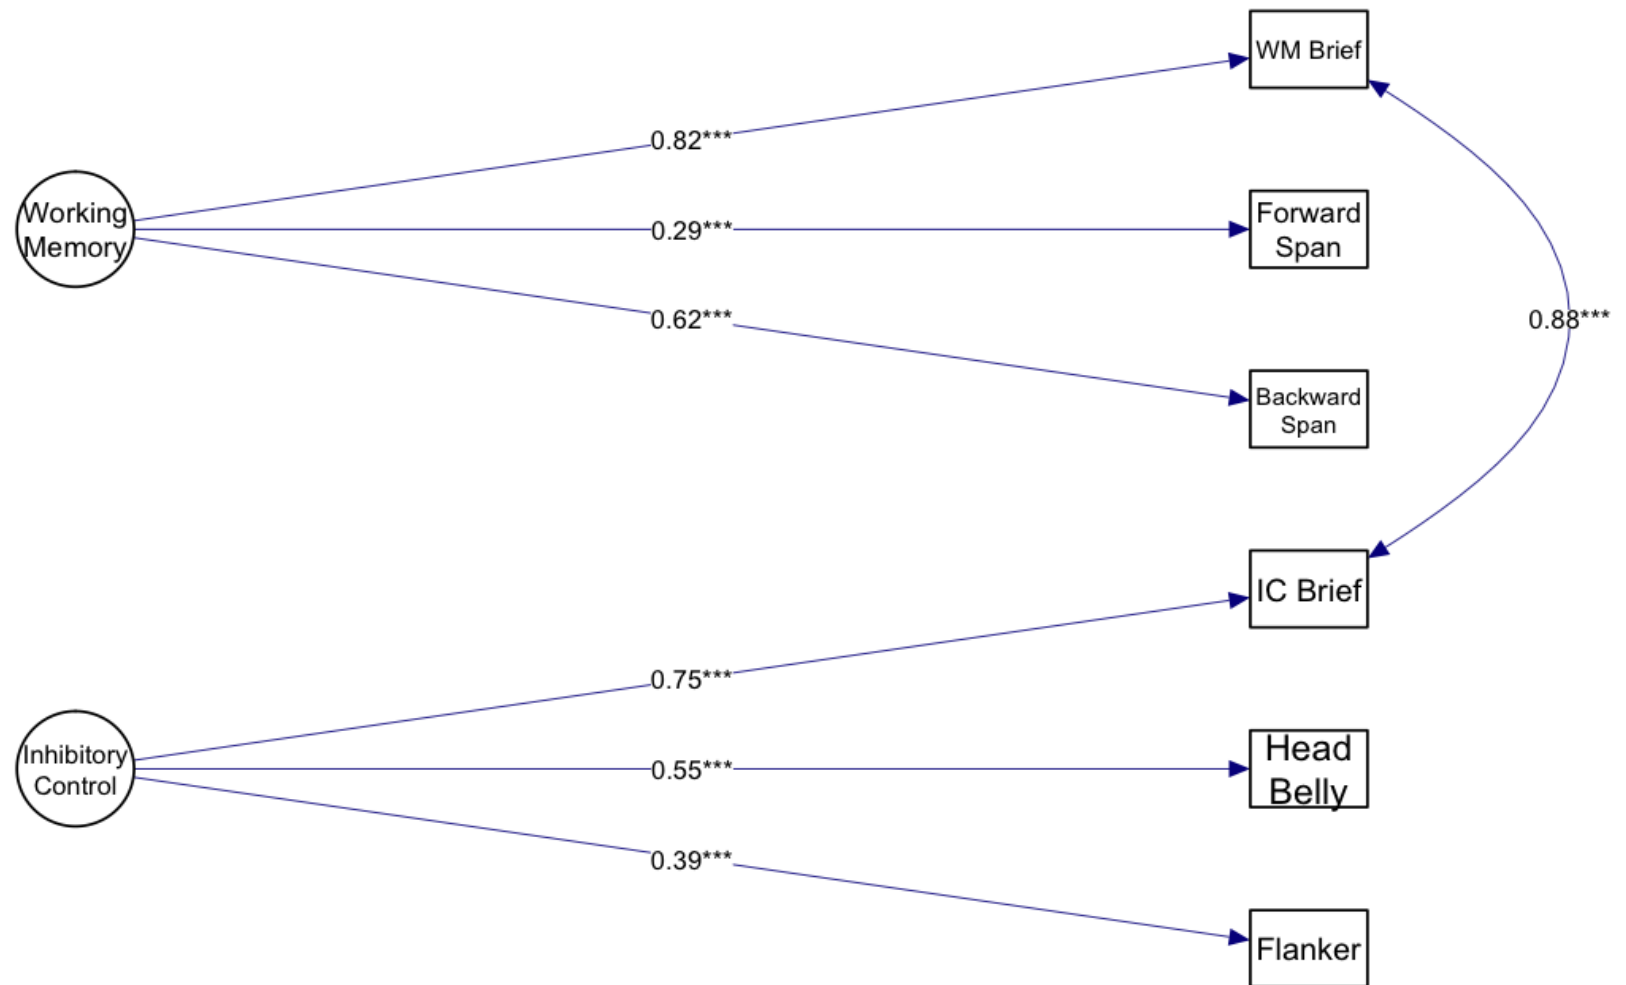 WM Brief
0.82***
Working
Memory
0.29***
Forward
Span
0.62***
0.88***
Backward
Span
IC Brief
0.75***
Inhibitory
Control
0.55***
Head
Belly
0.39***
Flanker